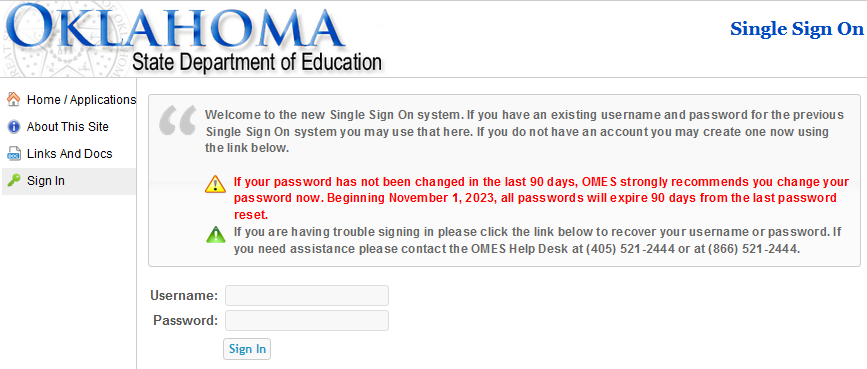 OKLAHOMA
State Department of Education
Single Sign On
Home / Applications
About This Site
Links And Docs
Sign In
Welcome to the new Single Sign On system. If you have an existing username and password for the previous
Single Sign On system you may use that here. If you do not have an account you may create one now using
the link below.
If your password has not been changed in the last 90 days, OMES strongly recommends you change your
password now. Beginning November 1, 2023, all passwords will expire 90 days from the last password
reset.
If you are having trouble signing in please click the link below to recover your username or password. If
you need assistance please contact the OMES Help Desk at (405) 521-2444 or at (866) 521-2444.
Username:
Password:
Sign In